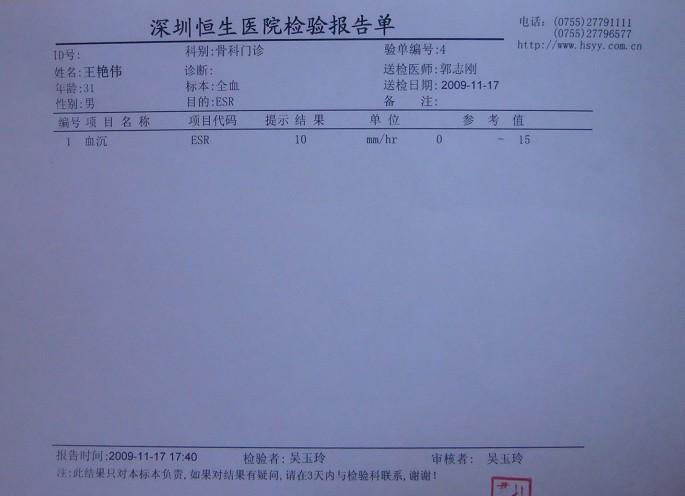 深圳恒生医院检验报告单
电话: (0755)27791111
(0755)27796577
http://www.hsyy.com.cn
ID号: 科别:骨科门诊 验单编号:4
姓名:王艳伟 诊断: 送检医师:郭志刚
年龄:31 标本:全血 送检日期: 2009-11-17
性别:男 目的:ESR 备 注:
编号 项 目 名 称 项目代码 提示 结 果 单 位 参 考 值
1 血沉 ESR 10 mm/hr 0 - 15
报告时间:2009-11-17 17:40 检验者: 吴玉玲 审核者: 吴玉玲
注:此结果只对本标本负责,如果对结果有疑问,请在3天内与检验科联系,谢谢!